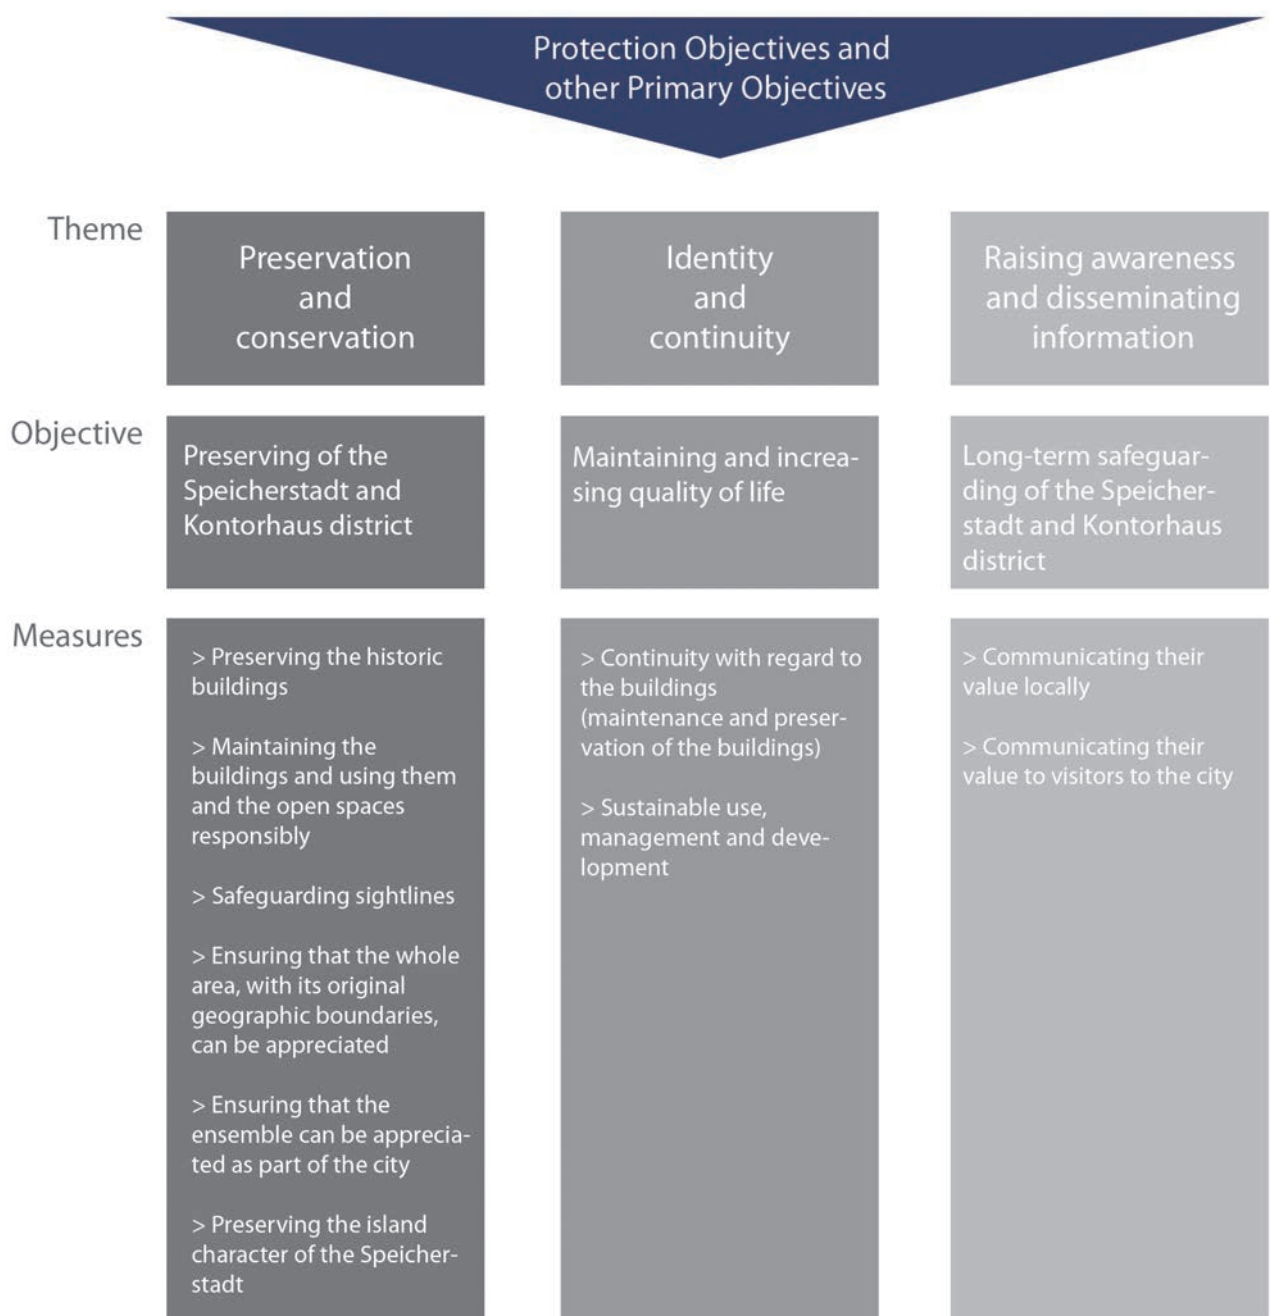 Protection Objectives and
other Primary Objectives
Theme
Preservation
and
conservation
Identity
and
continuity
Raising awareness
and disseminating
information
Objective
Preserving of the
Speicherstadt and
Kontorhaus district
Maintaining and increa-
sing quality of life
Long-term safeguar-
ding of the Speicher-
stadt and Kontorhaus
district
Measures
> Preserving the historic
buildings
> Maintaining the
buildings and using them
and the open spaces
responsibly
> Safeguarding sightlines
> Ensuring that the whole
area, with its original
geographic boundaries,
can be appreciated
> Ensuring that the
ensemble can be apprecia-
ted as part of the city
> Preserving the island
character of the Speicher-
stadt
> Continuity with regard to
the buildings
(maintenance and preser-
vation of the buildings)
> Sustainable use,
management and deve-
lopment
> Communicating their
value locally
> Communicating their
value to visitors to the city